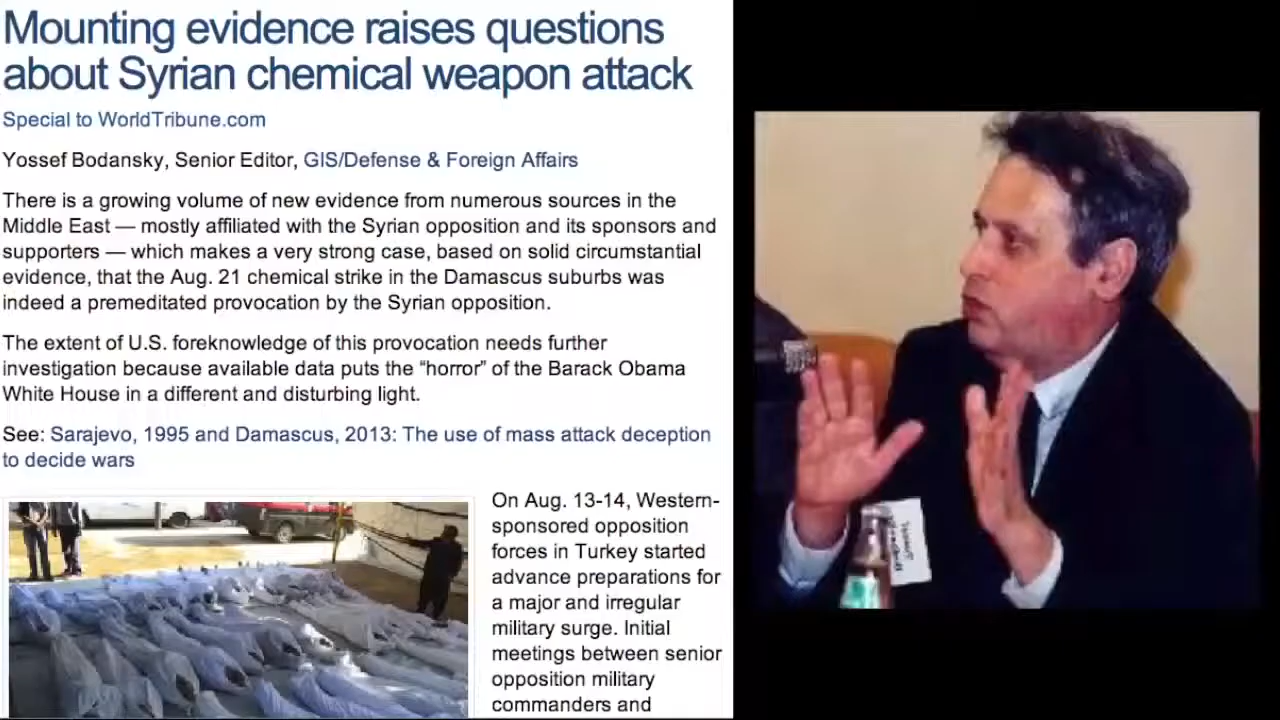 Mounting evidence raises questions
about Syrian chemical weapon attack
Special to WorldTribune.com
Yossef Bodansky, Senior Editor, GIS/Defense & Foreign Affairs
There is a growing volume of new evidence from numerous sources in the
Middle East — mostly affiliated with the Syrian opposition and its sponsors and
supporters — which makes a very strong case, based on solid circumstantial
evidence, that the Aug. 21 chemical strike in the Damascus suburbs was
indeed a premeditated provocation by the Syrian opposition.
The extent of U.S. foreknowledge of this provocation needs further
investigation because available data puts the “horror” of the Barack Obama
White House in a different and disturbing light.
See: Sarajevo, 1995 and Damascus, 2013: The use of mass attack deception
to decide wars
On Aug. 13-14, Western-
sponsored opposition
forces in Turkey started
advance preparations for
a major and irregular
military surge. Initial
meetings between senior
opposition military
commanders and